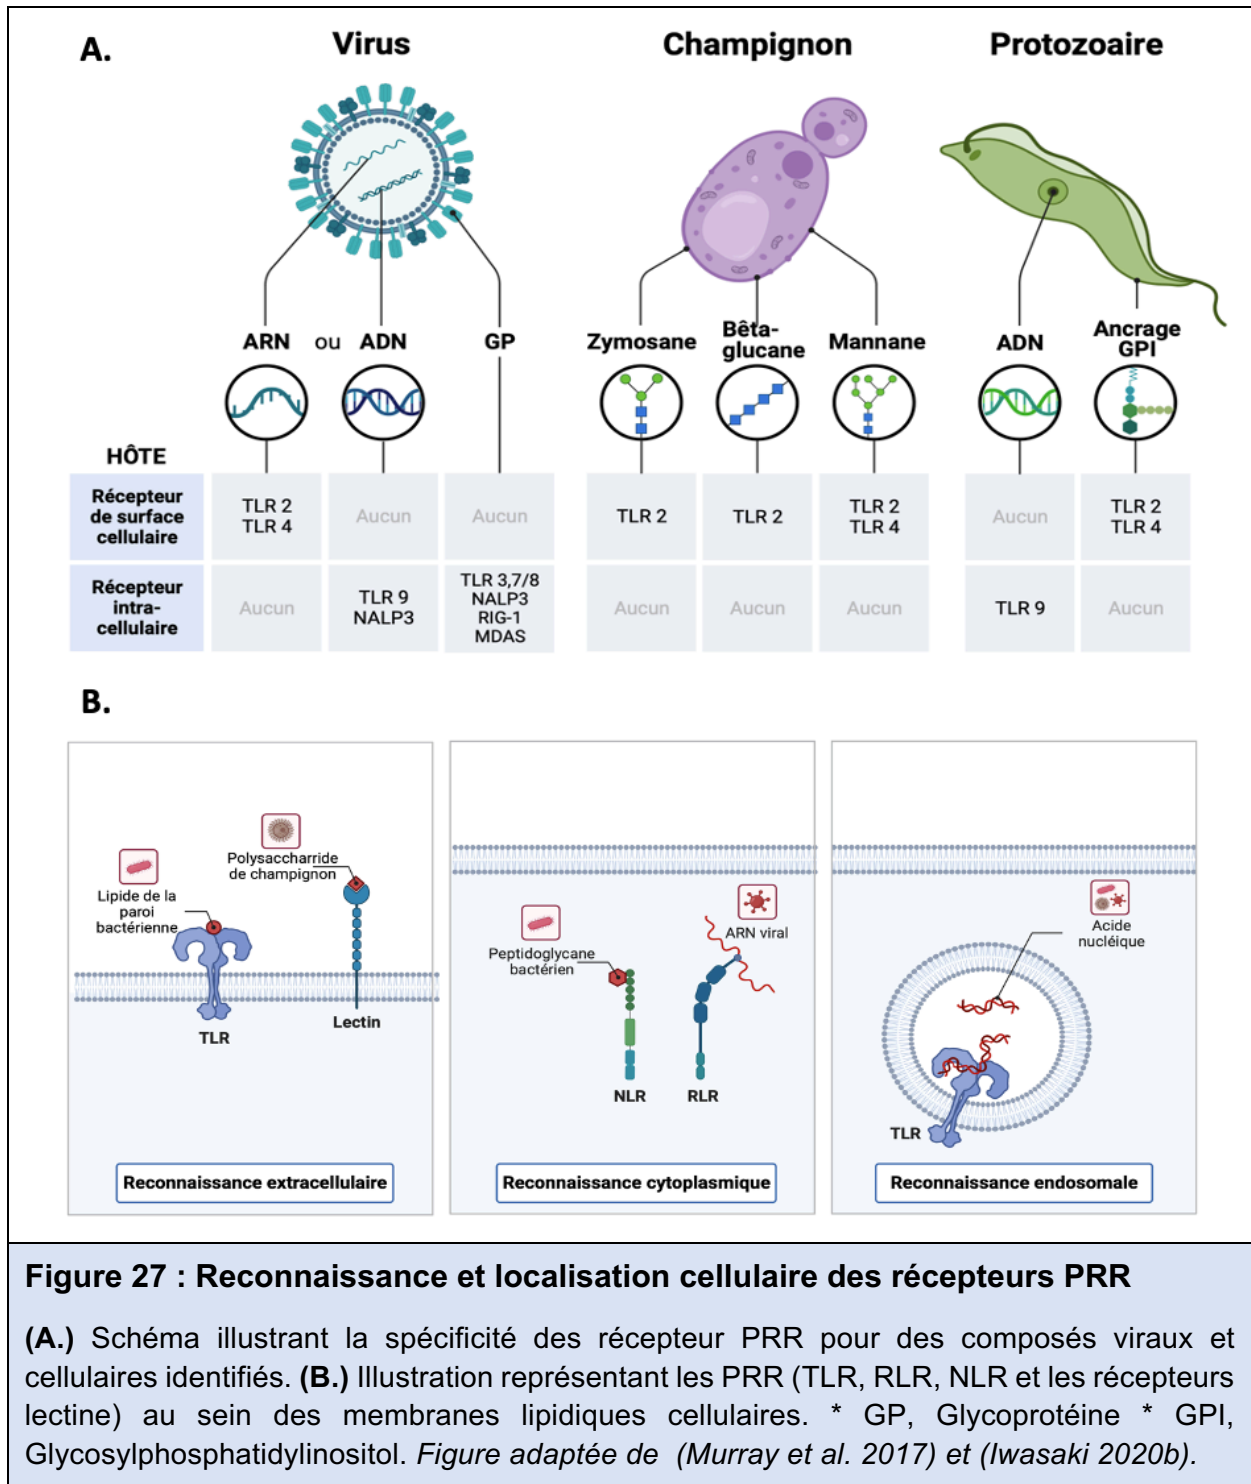 A.
Virus
Champignon
Protozoaire
ARN ou ADN
GP
Zymosane
Bêta-
glucane
Mannane
ADN
Ancrage
GPI
HÔTE
Récepteur
de surface
cellulaire
TLR 2
TLR 4
Aucun
Aucun
TLR 2
TLR 2
TLR 2
TLR 4
Aucun
TLR 2
TLR 4
Récepteur
intra-
cellulaire
Aucun
TLR 9
NALP3
TLR 3,7/8
NALP3
RIG-1
MDAS
Aucun
Aucun
Aucun
TLR 9
Aucun
B.
Lipide de la
paroi
bactérienne
Polysaccharide
de champignon
TLR
Lectin
Reconnaissance extracellulaire
Peptidoglycane
bactérien
ARN viral
NLR
RLR
Reconnaissance cytoplasmique
Acide
nucléique
TLR
Reconnaissance endosomale
Figure 27 : Reconnaissance et localisation cellulaire des récepteurs PRR
(A.) Schéma illustrant la spécificité des récepteur PRR pour des composés viraux et
cellulaires identifiés. (B.) Illustration représentant les PRR (TLR, RLR, NLR et les récepteurs
lectine) au sein des membranes lipidiques cellulaires. * GP, Glycoprotéine * GPI,
Glycosylphosphatidylinositol. Figure adaptée de (Murray et al. 2017) et (Iwasaki 2020b).